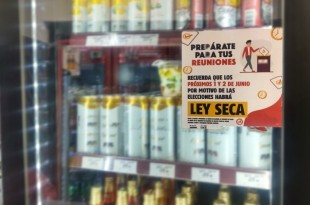 PREPÁRATE
PARA TUS
REUNIONES
RECUERDA QUE LOS
PRÓXIMOS 1 Y 2 DE JUNIO
POR MOTIVO DE LAS
ELECCIONES HABRÁ
LEY SECA